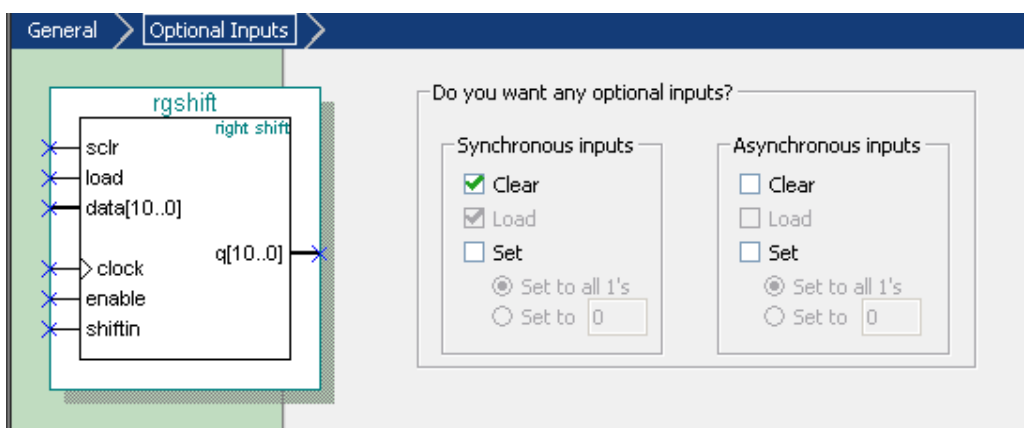 General
Optional Inputs
rgshift
right shift
sclr
load
data[10..0]
q[10..0]
clock
enable
shiftin
Do you want any optional inputs?
Synchronous inputs
Clear
Load
Set
Set to all 1's
Set to 0
Asynchronous inputs
Clear
Load
Set
Set to all 1's
Set to 0